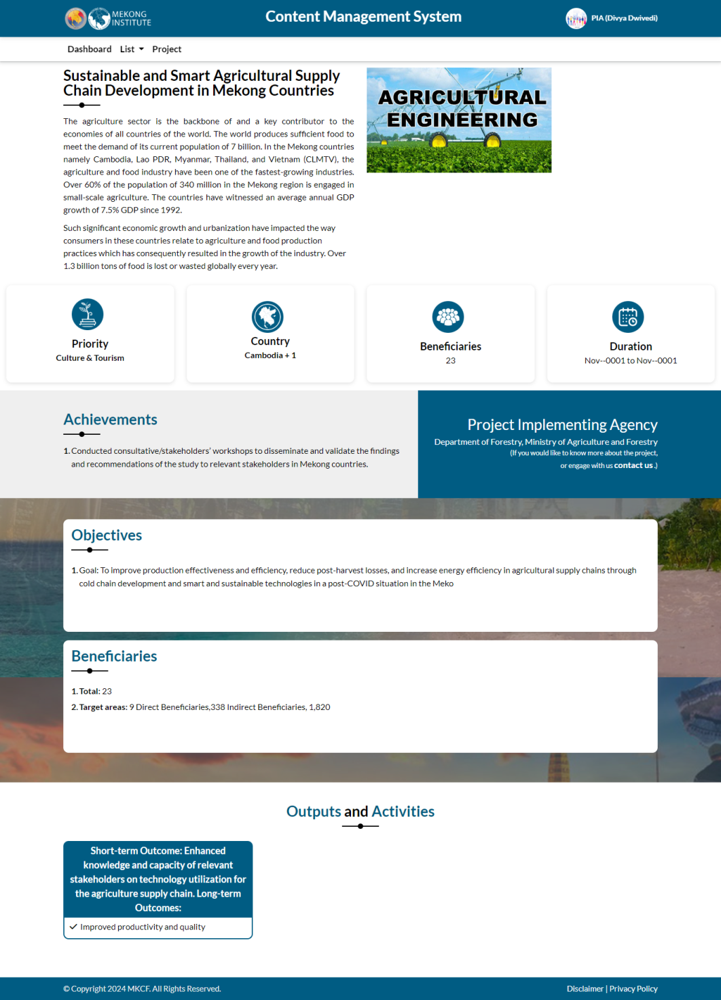 MEKONG
INSTITUTE
Content Management System
PIA (Divya Dwivedi)
Dashboard List Project
Sustainable and Smart Agricultural Supply
Chain Development in Mekong Countries
The agriculture sector is the backbone of and a key contributor to the
economies of all countries of the world. The world produces sufficient food to
meet the demand of its current population of 7 billion. In the Mekong countries
namely Cambodia, Lao PDR, Myanmar, Thailand, and Vietnam (CLMTV), the
agriculture and food industry have been one of the fastest-growing industries.
Over 60% of the population of 340 million in the Mekong region is engaged in
small-scale agriculture. The countries have witnessed an average annual GDP
growth of 7.5% GDP since 1992.
Such significant economic growth and urbanization have impacted the way
consumers in these countries relate to agriculture and food production
practices which has consequently resulted in the growth of the industry. Over
1.3 billion tons of food is lost or wasted globally every year.
AGRICULTURAL
ENGINEERING
Priority
Culture & Tourism
Country
Cambodia + 1
Beneficiaries
23
Duration
Nov--0001 to Nov--0001
Achievements
1. Conducted consultative/stakeholders' workshops to disseminate and validate the findings
and recommendations of the study to relevant stakeholders in Mekong countries.
Project Implementing Agency
Department of Forestry, Ministry of Agriculture and Forestry
(If you would like to know more about the project,
or engage with us contact us .)
Objectives
1. Goal: To improve production effectiveness and efficiency, reduce post-harvest losses, and increase energy efficiency in agricultural supply chains through
cold chain development and smart and sustainable technologies in a post-COVID situation in the Meko
Beneficiaries
1. Total: 23
2. Target areas: 9 Direct Beneficiaries,338 Indirect Beneficiaries, 1,820
Outputs and Activities
Short-term Outcome: Enhanced
knowledge and capacity of relevant
stakeholders on technology utilization for
the agriculture supply chain. Long-term
Outcomes:
Improved productivity and quality
© Copyright 2024 MKCF. All Rights Reserved.
Disclaimer | Privacy Policy